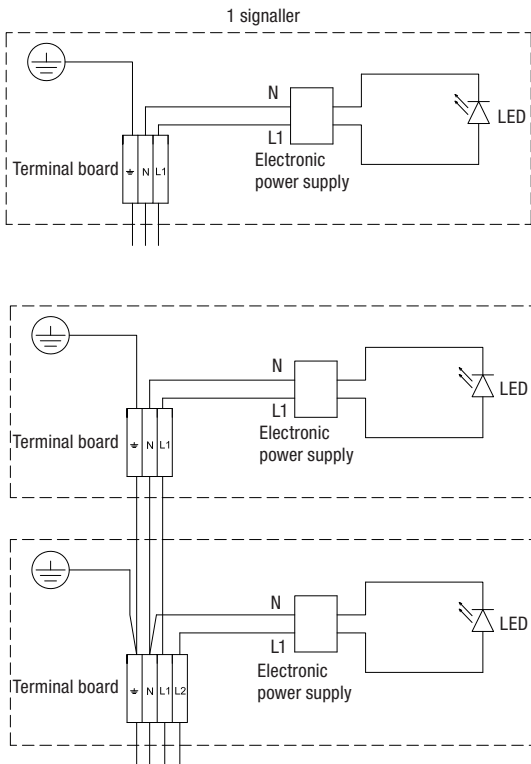 1 signaller
N
LED
L1
Terminal board
N
L1
Electronic
power supply
N
LED
L1
Terminal board
N
L1
Electronic
power supply
N
LED
L1
Terminal board
N
L1
L2
Electronic
power supply